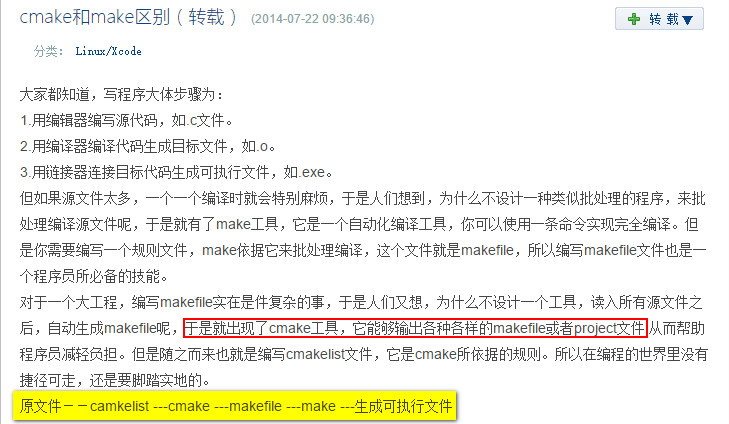 cmake和make区别（转载） (2014-07-22 09:36:46)
转载
分类： Linux/Xcode
大家都知道，写程序大体步骤为：
1.用编辑器编写源代码，如.c文件。
2.用编译器编译代码生成目标文件，如.o。
3.用链接器连接目标代码生成可执行文件，如.exe。
但如果源文件太多，一个一个编译时就会特别麻烦，于是人们想到，为什么不设计一种类似批处理的程序，来批
处理编译源文件呢，于是就有了make工具，它是一个自动化编译工具，你可以使用一条命令实现完全编译。但
是你需要编写一个规则文件，make依据它来批处理编译，这个文件就是makefile，所以编写makefile文件也是一
个程序员所必备的技能。
对于一个大工程，编写makefile实在是件复杂的事，于是人们又想，为什么不设计一个工具，读入所有源文件之
后，自动生成makefile呢，于是就出现了cmake工具，它能够输出各种各样的makefile或者project文件,从而帮助
程序员减轻负担。但是随之而来也就是编写cmakelist文件，它是cmake所依据的规则。所以在编程的世界里没有
捷径可走，还是要脚踏实地的。
原文件－－camkelist ---cmake ---makefile ---make ---生成可执行文件